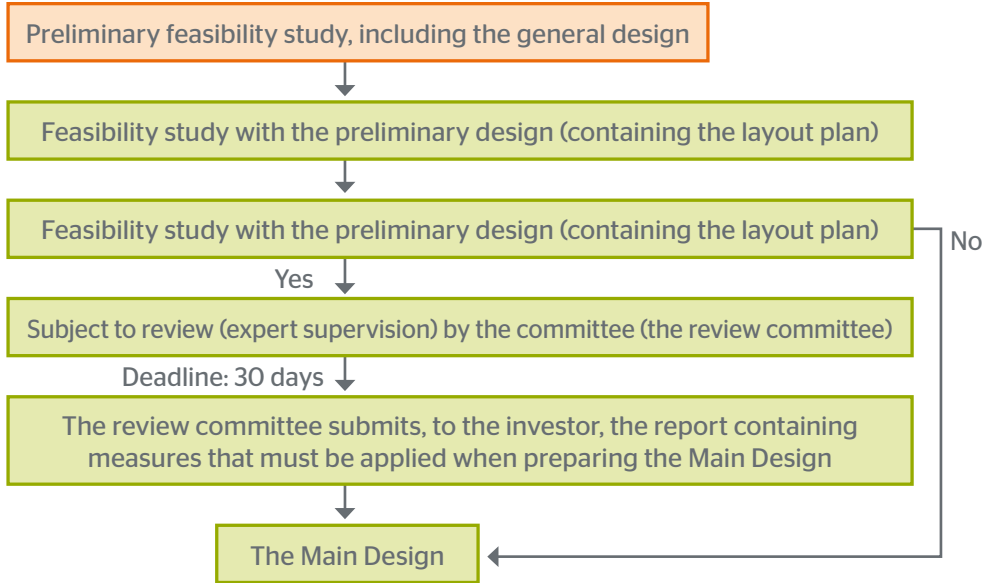 Preliminary feasibility study, including the general design
Feasibility study with the preliminary design (containing the layout plan)
Feasibility study with the preliminary design (containing the layout plan)
No
Yes
Subject to review (expert supervision) by the committee (the review committee)
Deadline: 30 days
The review committee submits, to the investor, the report containing
measures that must be applied when preparing the Main Design
The Main Design